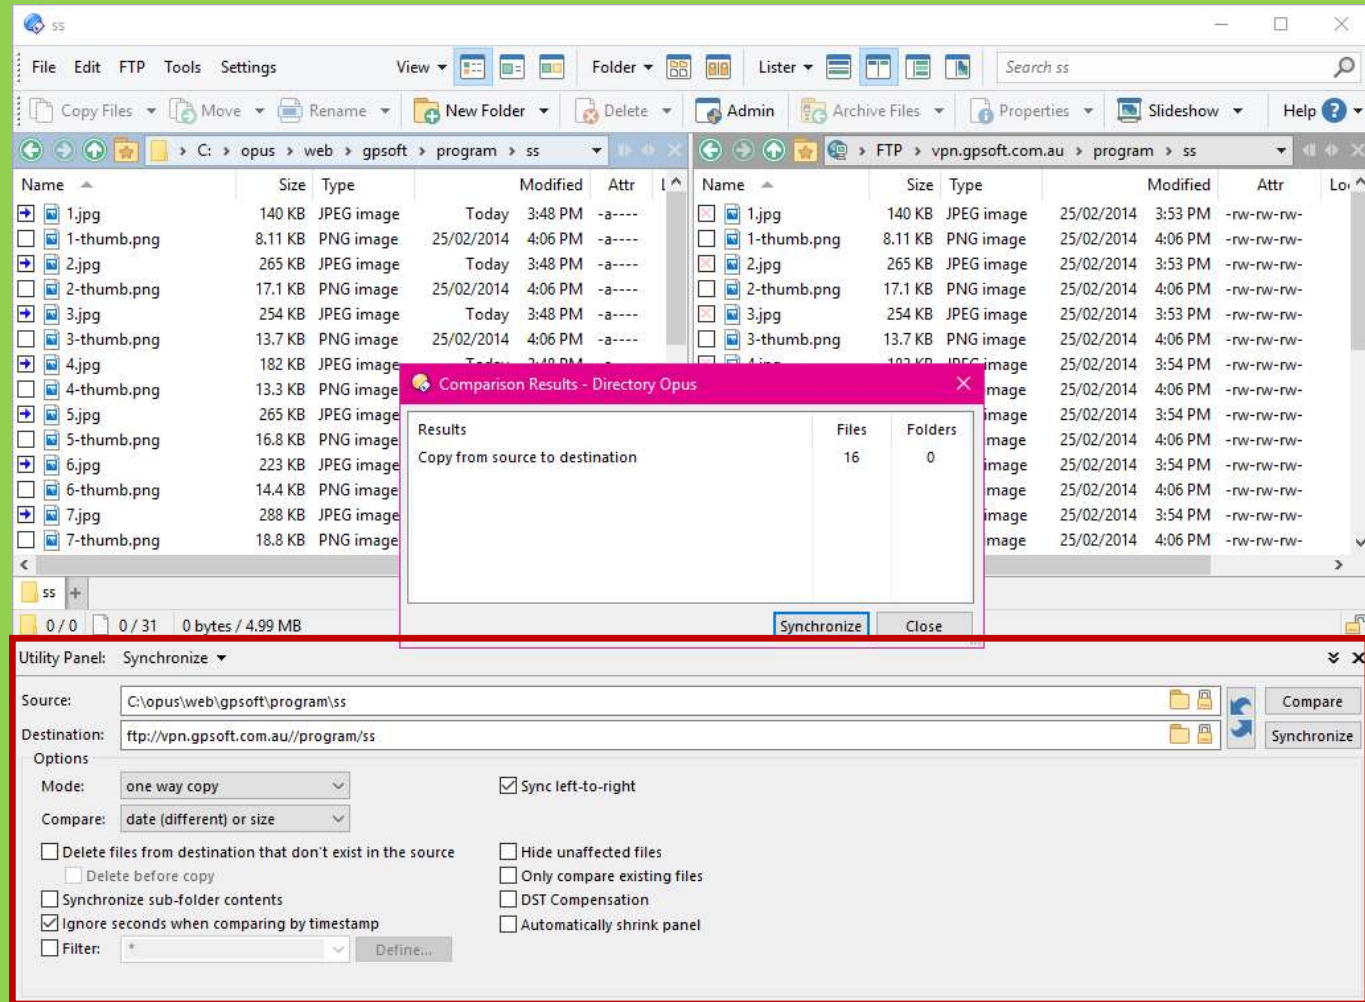 ss
File Edit FTP Tools Settings View Folder Lister Search ss
Copy Files Move Rename New Folder Delete Admin Archive Files Properties Slideshow Help
C: opus web gpsoft program ss FTP vpn.gpsoft.com.au program ss
Name Size Type Modified Attr Name Size Type Modified Attr
1.jpg 140 KB JPEG image Today 3:48 PM -a---- 1.jpg 140 KB JPEG image 25/02/2014 3:53 PM -rw-rw-rw-
1-thumb.png 8.11 KB PNG image 25/02/2014 4:06 PM -a---- 1-thumb.png 8.11 KB PNG image 25/02/2014 4:06 PM -rw-rw-rw-
2.jpg 265 KB JPEG image Today 3:48 PM -a---- 2.jpg 265 KB JPEG image 25/02/2014 3:53 PM -rw-rw-rw-
2-thumb.png 17.1 KB PNG image 25/02/2014 4:06 PM -a---- 2-thumb.png 17.1 KB PNG image 25/02/2014 4:06 PM -rw-rw-rw-
3.jpg 254 KB JPEG image Today 3:48 PM -a---- 3.jpg 254 KB JPEG image 25/02/2014 3:53 PM -rw-rw-rw-
3-thumb.png 13.7 KB PNG image 25/02/2014 4:06 PM -a---- 3-thumb.png 13.7 KB PNG image 25/02/2014 4:06 PM -rw-rw-rw-
4.jpg 182 KB JPEG image 25/02/2014 3:54 PM -rw-rw-rw-
4-thumb.png 13.3 KB PNG image 25/02/2014 4:06 PM -rw-rw-rw-
5.jpg 265 KB JPEG image 25/02/2014 3:54 PM -rw-rw-rw-
5-thumb.png 16.8 KB PNG image 25/02/2014 4:06 PM -rw-rw-rw-
6.jpg 223 KB JPEG image 25/02/2014 3:54 PM -rw-rw-rw-
6-thumb.png 14.4 KB PNG image 25/02/2014 4:06 PM -rw-rw-rw-
7.jpg 288 KB JPEG image 25/02/2014 3:54 PM -rw-rw-rw-
7-thumb.png 18.8 KB PNG image 25/02/2014 4:06 PM -rw-rw-rw-
Comparison Results - Directory Opus
Results Files Folders
Copy from source to destination 16 0
Synchronize Close
ss
0 / 0 0 / 31 0 bytes / 4.99 MB
Utility Panel: Synchronize
Source: C:\opus\web\gpsoft\program\ss Compare
Destination: ftp://vpn.gpsoft.com.au//program/ss Synchronize
Options
Mode: one way copy Sync left-to-right
Compare: date (different) or size
Delete files from destination that don't exist in the source Hide unaffected files
Delete before copy Only compare existing files
Synchronize sub-folder contents DST Compensation
Ignore seconds when comparing by timestamp Automatically shrink panel
Filter: * Define...